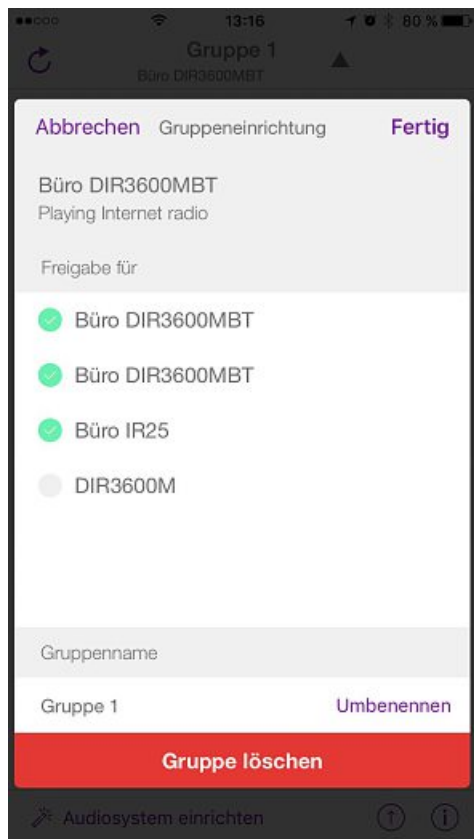 13:16 80 %
Gruppe 1
Büro DIR3600MBT
Abbrechen Gruppeneinrichtung Fertig
Büro DIR3600MBT
Playing Internet radio
Freigabe für
Büro DIR3600MBT
Büro DIR3600MBT
Büro IR25
DIR3600M
Gruppenname
Gruppe 1 Umbenennen
Gruppe löschen
Audiosystem einrichten